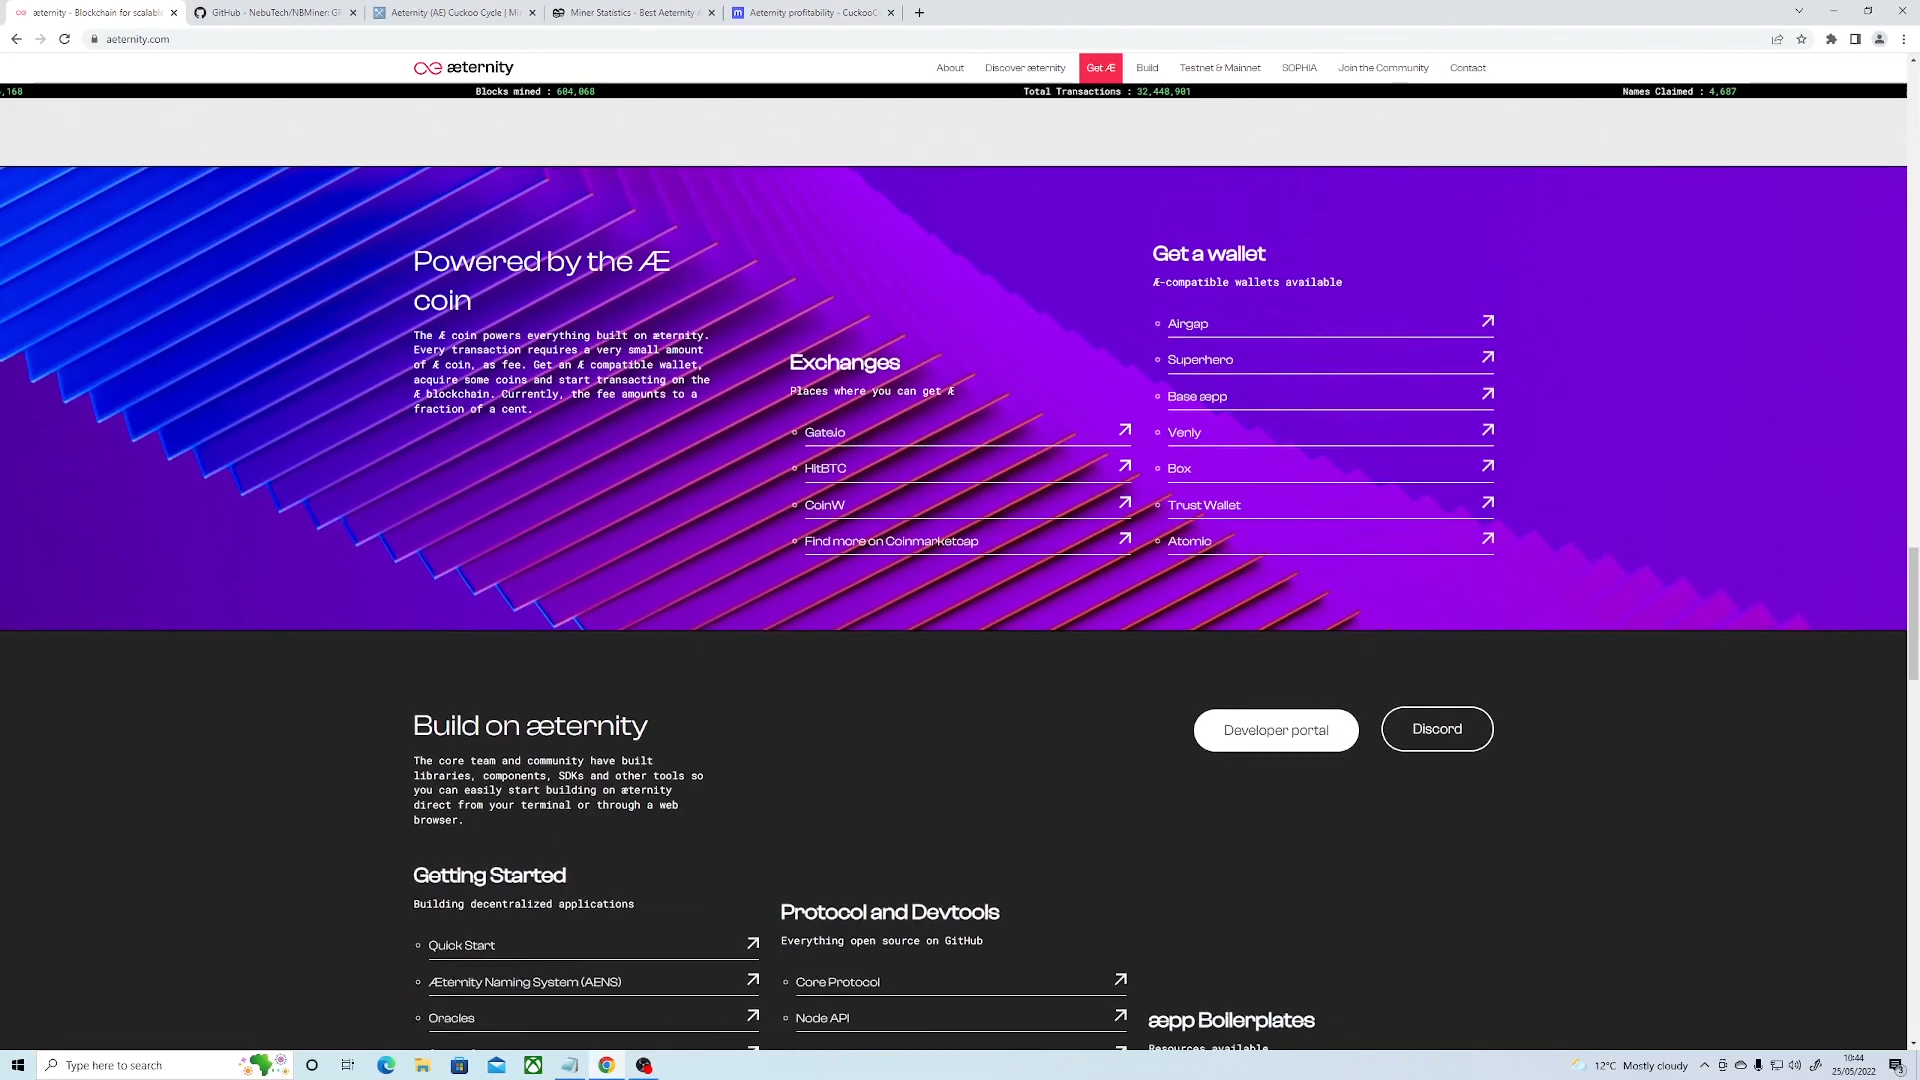 æternity - Blockchain for scalable
GitHub - NebuTech/NBMiner: GP
Aeternity (AE) Cuckoo Cycle | Mi
Miner Statistics - Best Aeternity
Aeternity profitability - CuckooC
aeternity.com
æternity
About
Discover æternity
Get Æ
Build
Testnet & Mainnet
SOPHIA
Join the Community
Contact
,168
Blocks mined : 604,068
Total Transactions : 32,448,901
Names Claimed : 4,687
Powered by the Æ
coin
The Æ coin powers everything built on æternity.
Every transaction requires a very small amount
of Æ coin, as fee. Get an Æ compatible wallet,
acquire some coins and start transacting on the
Æ blockchain. Currently, the fee amounts to a
fraction of a cent.
Exchanges
Places where you can get Æ
Gate.io
HitBTC
CoinW
Find more on Coinmarketcap
Get a wallet
Æ-compatible wallets available
Airgap
Superhero
Base æpp
Venly
Box
Trust Wallet
Atomic
Build on æternity
The core team and community have built
libraries, components, SDKs and other tools so
you can easily start building on æternity
direct from your terminal or through a web
browser.
Developer portal
Discord
Getting Started
Building decentralized applications
Quick Start
Æternity Naming System (AENS)
Oracles
Protocol and Devtools
Everything open source on GitHub
Core Protocol
Node API
æpp Boilerplates
Resources available
Type here to search
12°C Mostly cloudy
10:44
25/05/2022